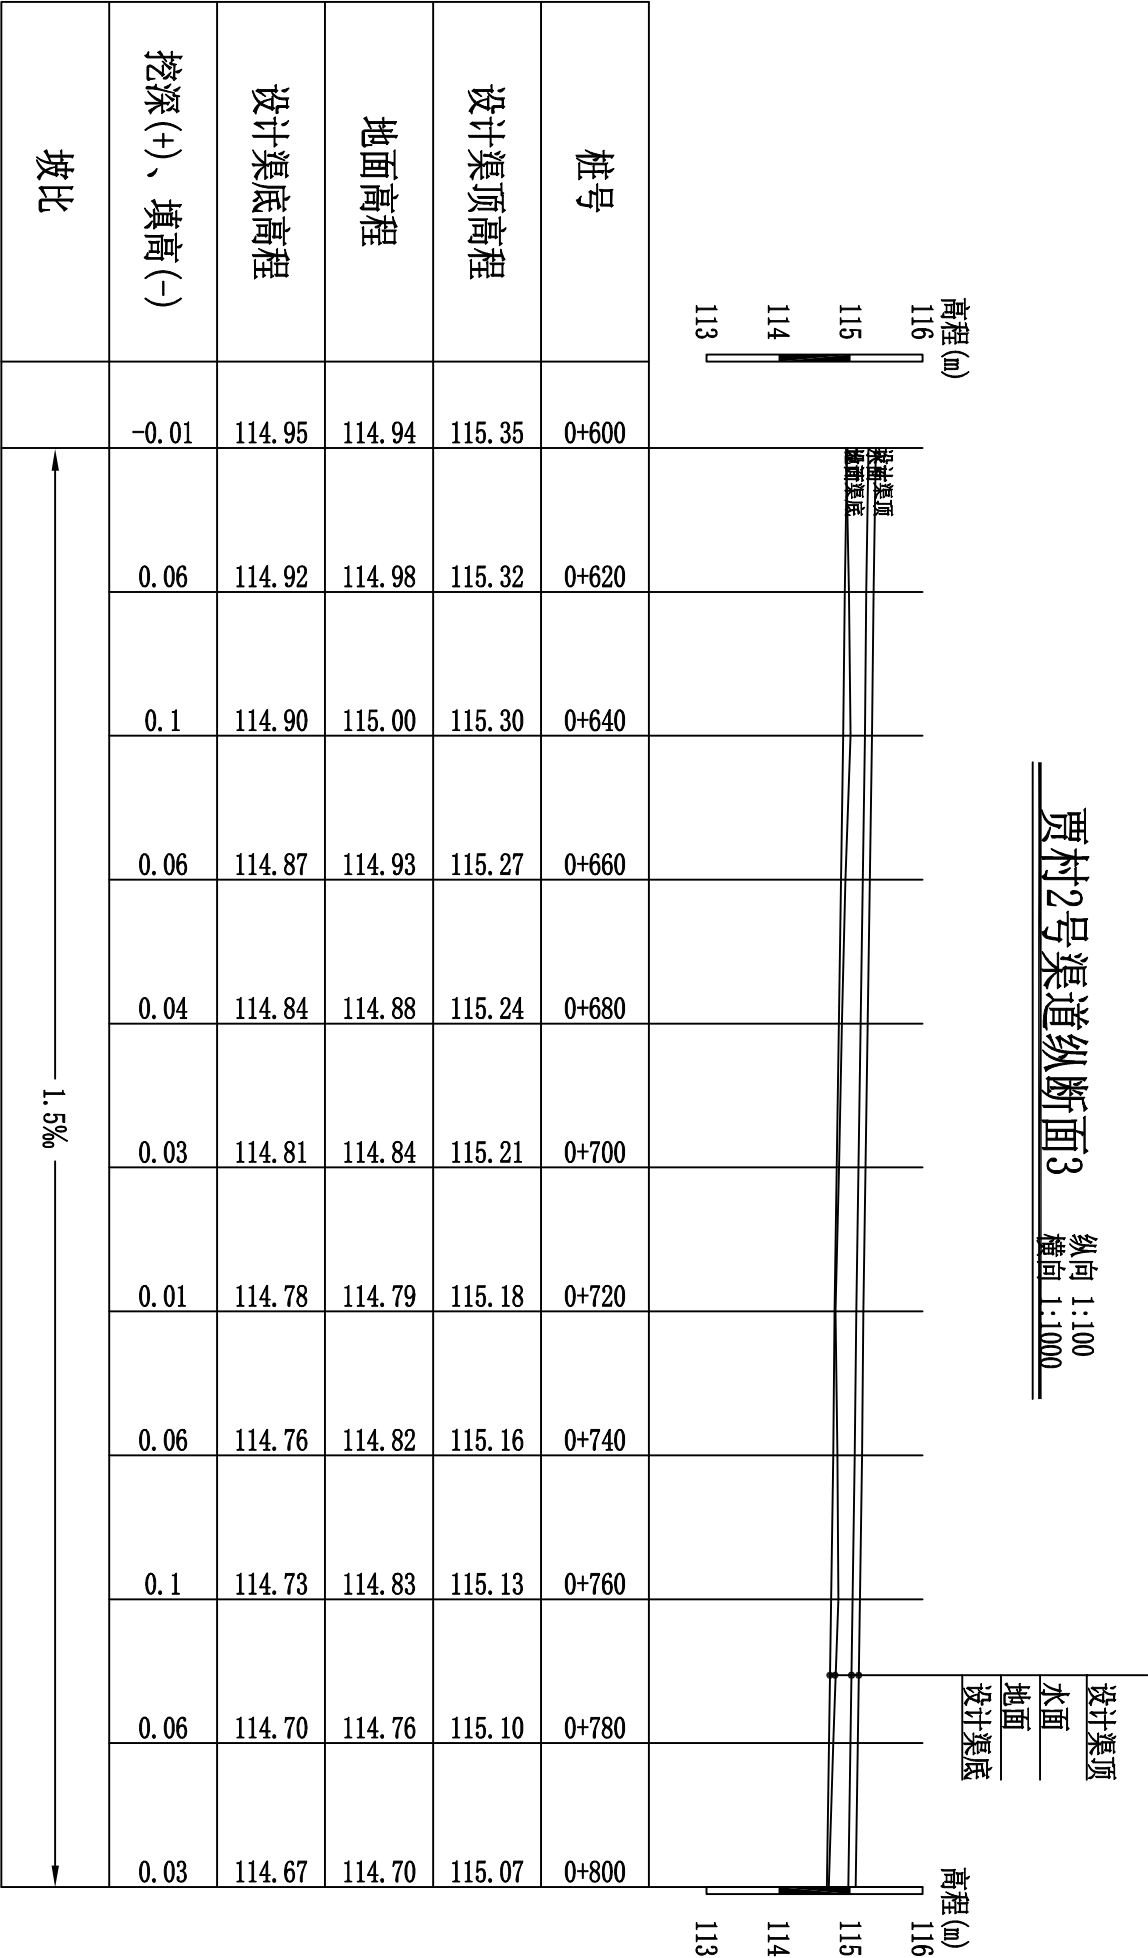 贾村2号渠道纵断面3
纵向 1:100
横向 1:1000
设计渠顶
水面
地面
设计渠底
高程(m)
116
115
114
113
高程(m)
116
115
114
113
桩号 0+600 0+620 0+640 0+660 0+680 0+700 0+720 0+740 0+760 0+780 0+800
设计渠顶高程 115.35 115.32 115.30 115.27 115.24 115.21 115.18 115.16 115.13 115.10 115.07
地面高程 114.94 114.98 115.00 114.93 114.88 114.84 114.79 114.82 114.83 114.76 114.70
设计渠底高程 114.95 114.92 114.90 114.87 114.84 114.81 114.78 114.76 114.73 114.70 114.67
挖深(+)、填高(-) -0.01 0.06 0.1 0.06 0.04 0.03 0.01 0.06 0.1 0.06 0.03
坡比 1.5‰